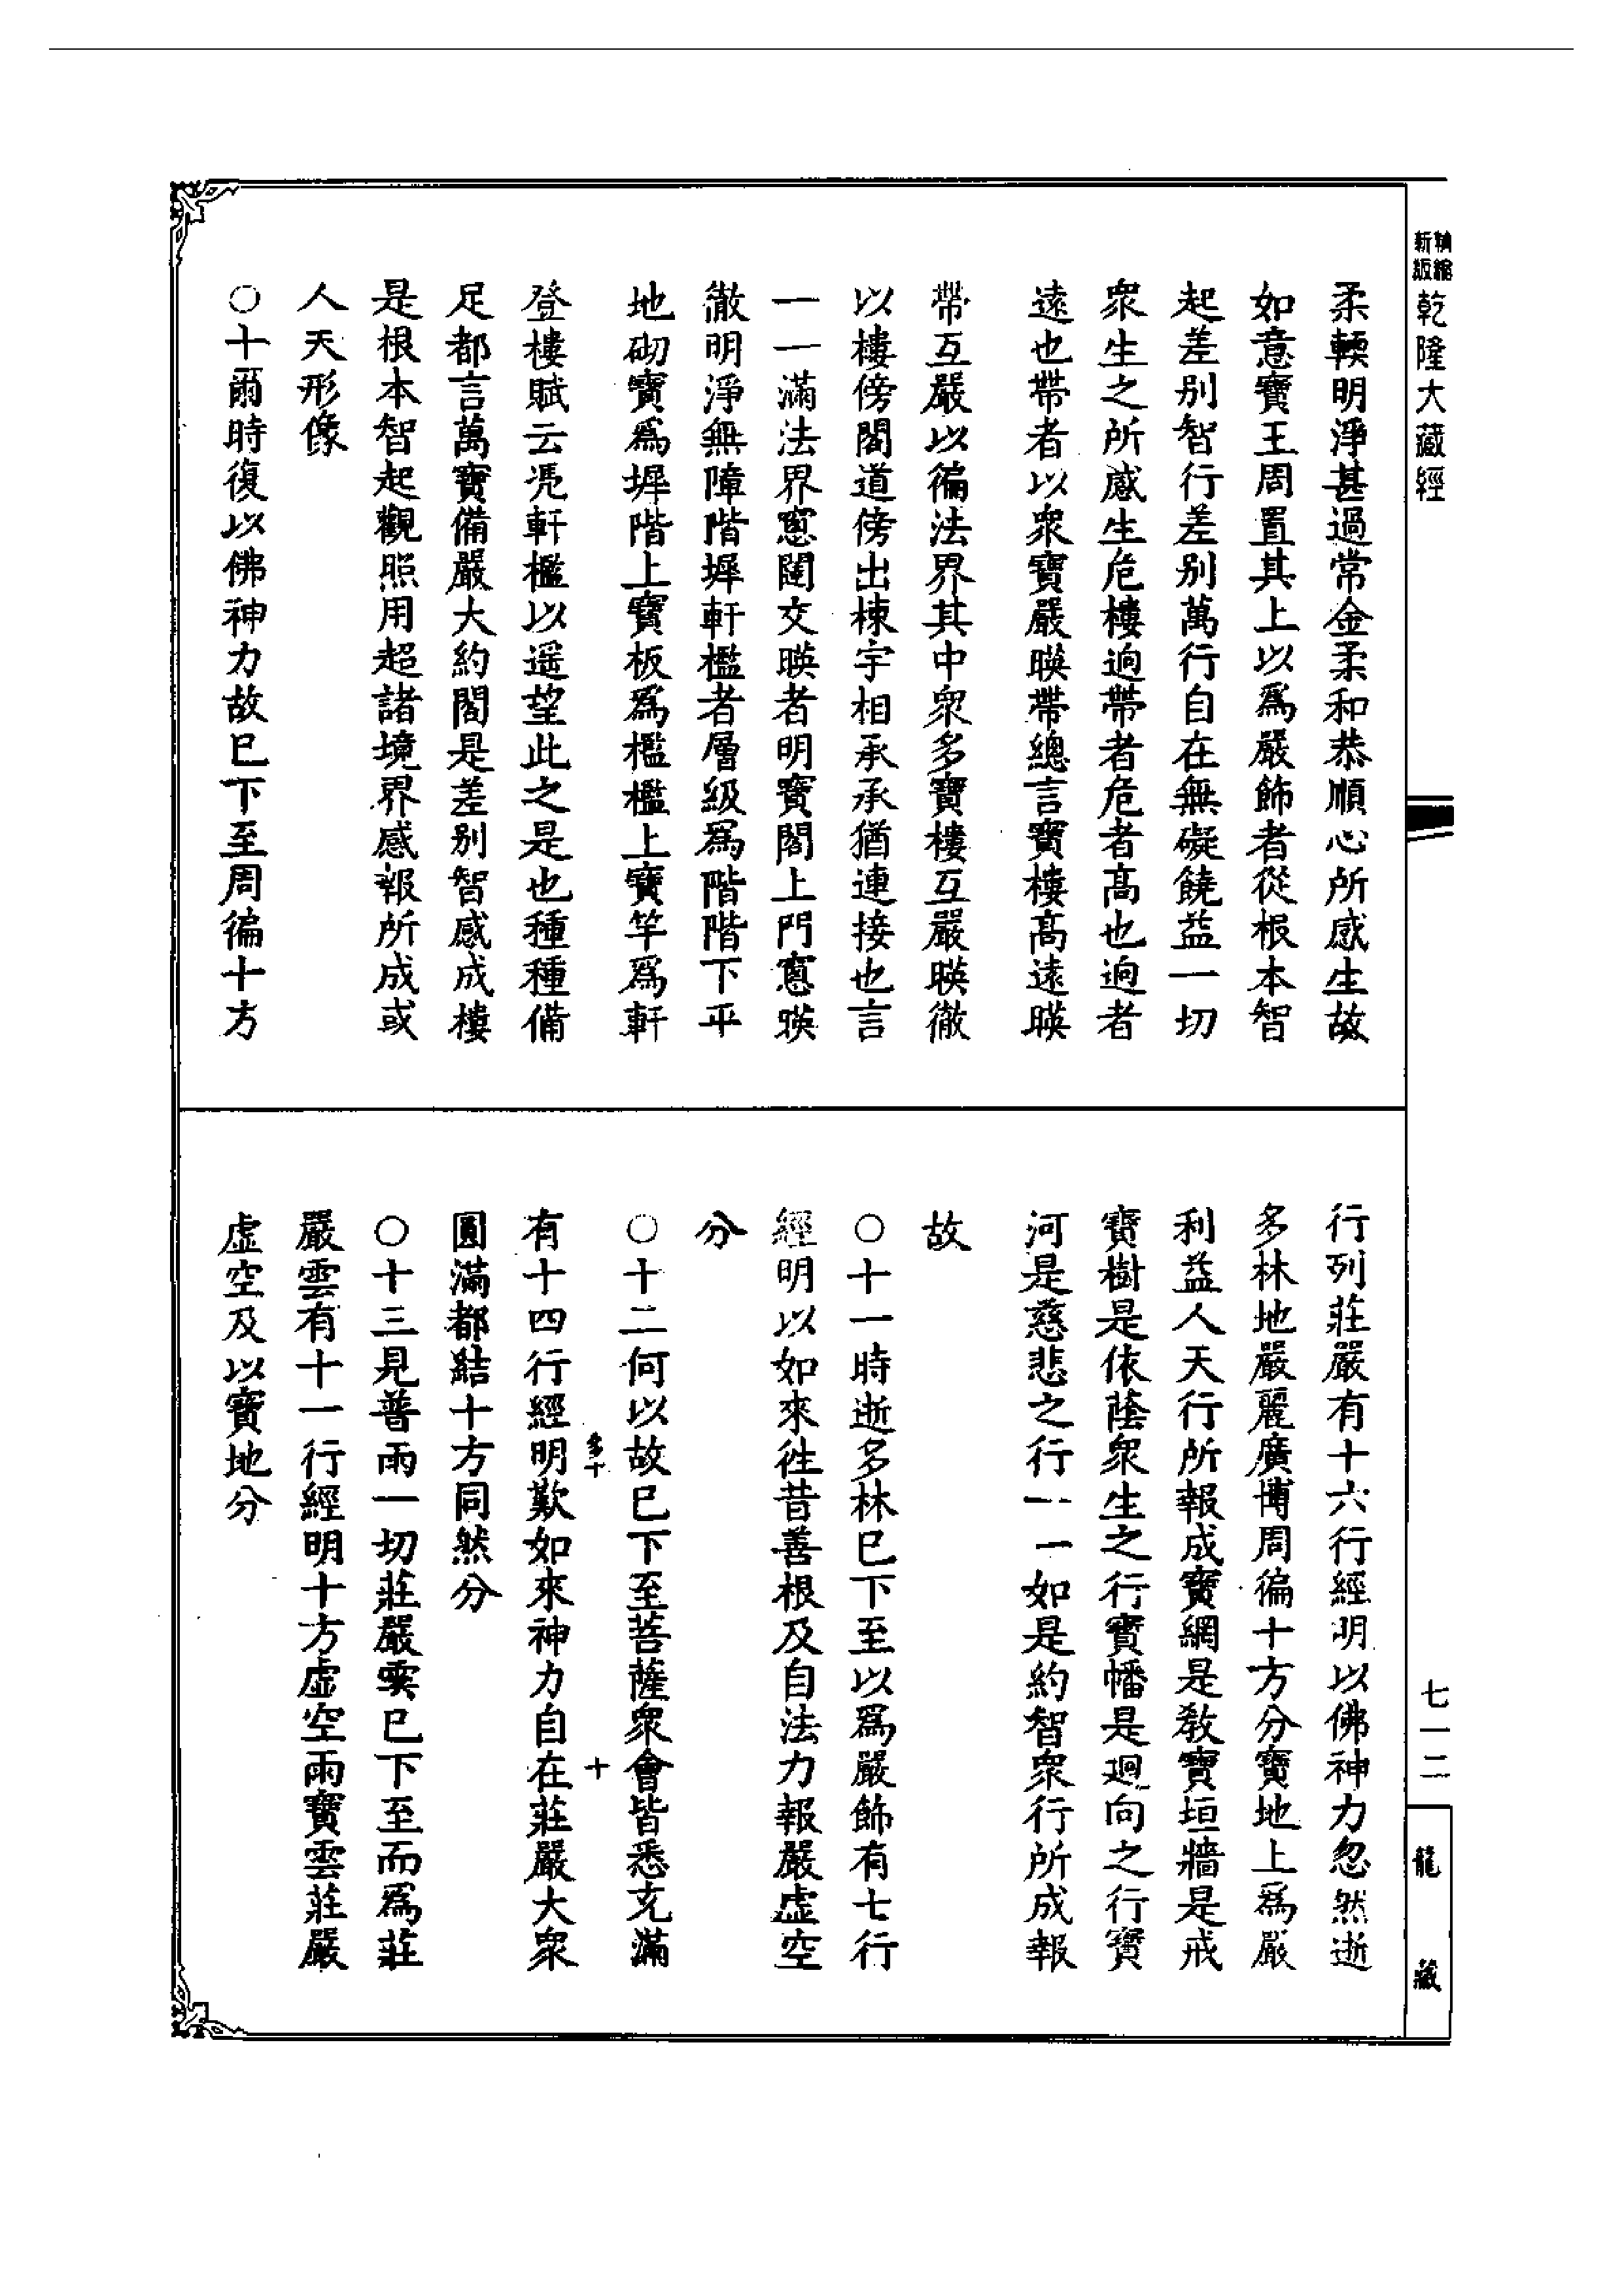 精縮新版乾隆大藏經
柔輭明淨甚過常金柔和恭順心所感生故
如意寶王周置其上以爲嚴飾者從根本智
起差別智行差別萬行自在無礙饒益一切
衆生之所感生危樓逈帶者危者高也逈者
遠也帶者以衆寶嚴暎帶總言寶樓高遠暎
帶互嚴以徧法界其中衆多寶樓互嚴暎徹
以樓傍閣道傍出棟宇相承承猶連接也言
一一滿法界窻闥交暎者明寶閣上門窻暎
徹明淨無障階墀軒檻者層級爲階階下平
地砌寶爲墀階上寶板爲檻檻上寶竿爲軒
登樓賦云凭軒檻以遥望此之是也種種備
足都言萬寶備嚴大約閣是差別智感成樓
是根本智起觀照用超諸境界感報所成或
人天形像
○十爾時復以佛神力故已下至周徧十方
行列莊嚴有十六行經明以佛神力忽然逝
多林地嚴麗廣博周徧十方分寶地上爲嚴
利益人天行所報成寶網是教寶垣牆是戒
寶樹是依蔭衆生之行寶幡是迴向之行寶
河是慈悲之行一一如是約智衆行所成報
故
○十一時逝多林已下至以爲嚴飾有七行
經明以如來徃昔善根及自法力報嚴虚空
分
○十二何以故已下至菩薩衆會皆悉充滿
有十四行經明歎如來神力自在莊嚴大衆
圓滿都結十方同然分
○十三見普雨一切莊嚴雲已下至而爲莊
嚴雲有十一行經明十方虚空雨寶雲莊嚴
虚空及以寶地分
十
七一二
龍藏